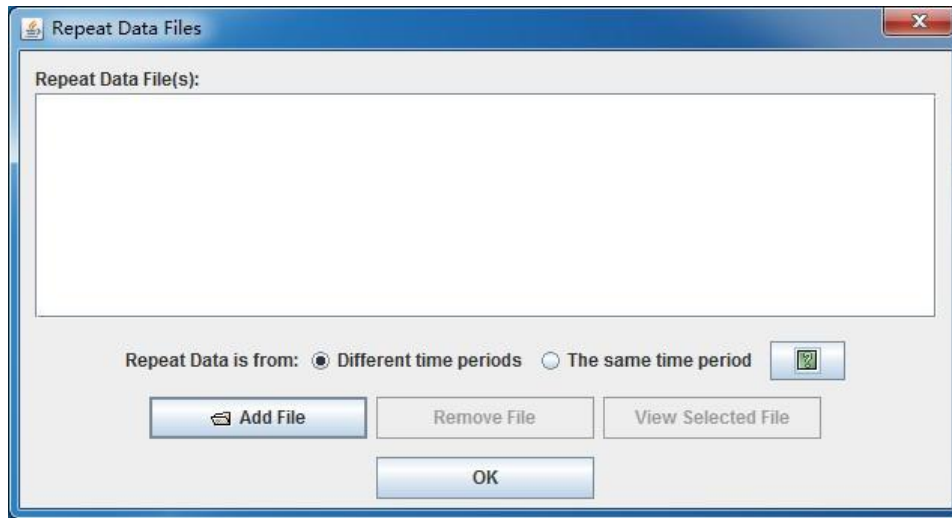 Repeat Data Files
Repeat Data File(s):
Repeat Data is from: Different time periods The same time period
Add File Remove File View Selected File
OK